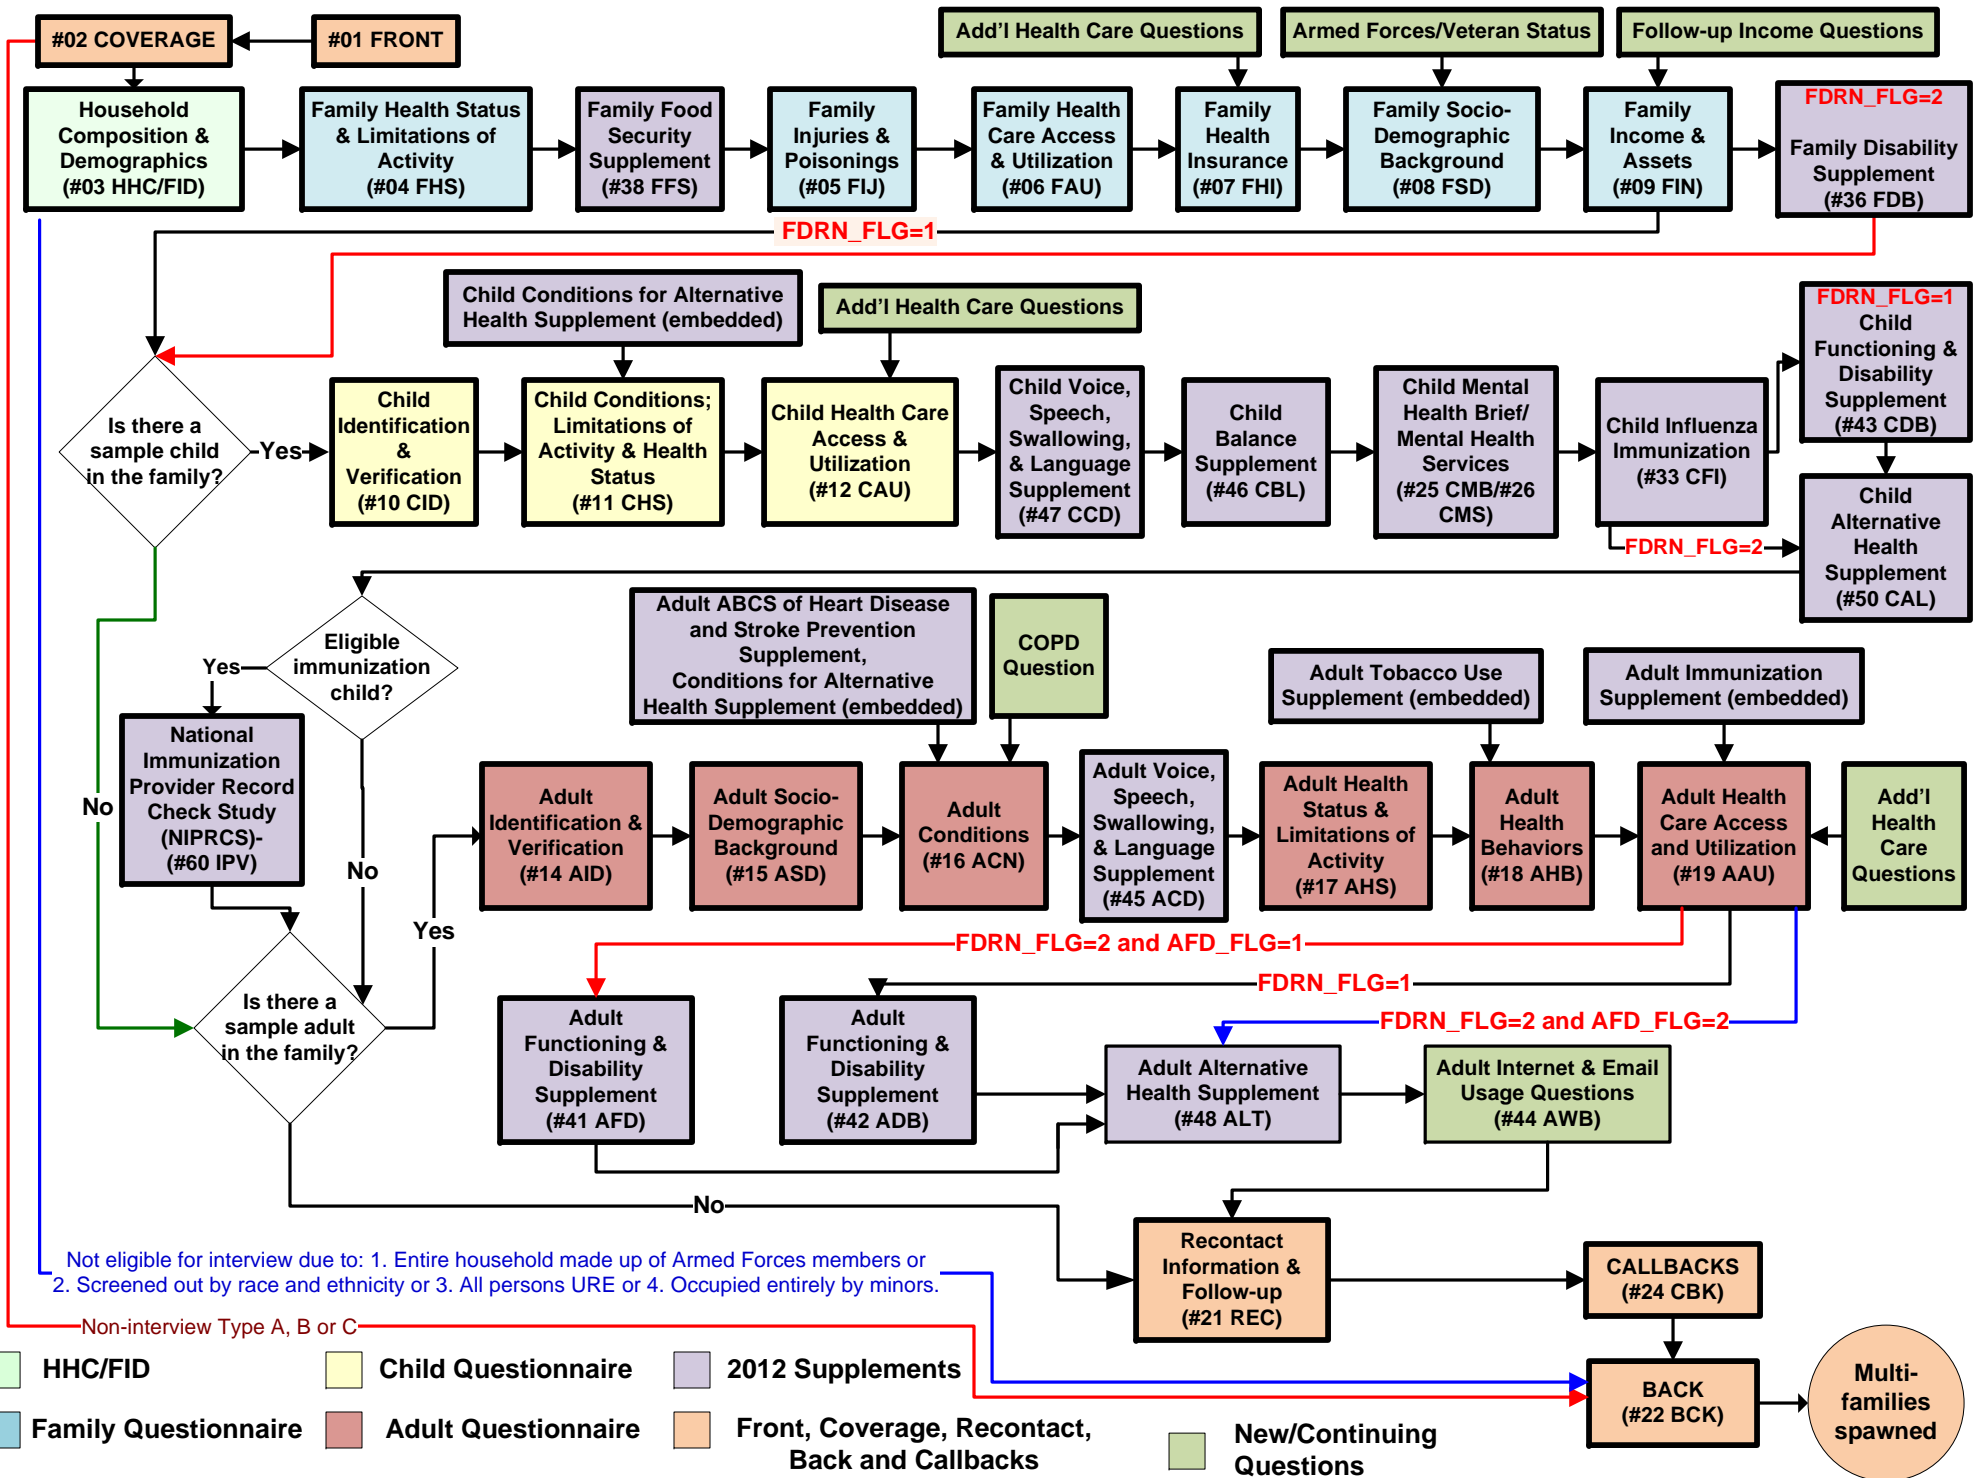 #02 COVERAGE
#01 FRONT
Add'l Health Care Questions
Armed Forces/Veteran Status
Follow-up Income Questions
Household
Composition &
Demographics
(#03 HHC/FID)
Family Health Status
& Limitations of
Activity
(#04 FHS)
Family Food
Security
Supplement
(#38 FFS)
Family
Injuries &
Poisonings
(#05 FIJ)
Family Health
Care Access
& Utilization
(#06 FAU)
Family
Health
Insurance
(#07 FHI)
Family Socio-
Demographic
Background
(#08 FSD)
Family
Income &
Assets
(#09 FIN)
FDRN_FLG=2
Family Disability
Supplement
(#36 FDB)
FDRN_FLG=1
Child Conditions for Alternative
Health Supplement (embedded)
Add'l Health Care Questions
Is there a
sample child
in the family?
Yes
Child
Identification
&
Verification
(#10 CID)
Child Conditions;
Limitations of
Activity & Health
Status
(#11 CHS)
Child Health Care
Access &
Utilization
(#12 CAU)
Child Voice,
Speech,
Swallowing,
& Language
Supplement
(#47 CCD)
Child
Balance
Supplement
(#46 CBL)
Child Mental
Health Brief/
Mental Health
Services
(#25 CMB/#26
CMS)
Child Influenza
Immunization
(#33 CFI)
FDRN_FLG=1
Child
Functioning &
Disability
Supplement
(#43 CDB)
FDRN_FLG=2
Child
Alternative
Health
Supplement
(#50 CAL)
No
Eligible
immunization
child?
Yes
No
National
Immunization
Provider Record
Check Study
(NIPRCS)-
(#60 IPV)
Adult ABCS of Heart Disease
and Stroke Prevention
Supplement,
Conditions for Alternative
Health Supplement (embedded)
COPD
Question
Adult Tobacco Use
Supplement (embedded)
Adult Immunization
Supplement (embedded)
Is there a
sample adult
in the family?
Yes
Adult
Identification &
Verification
(#14 AID)
Adult Socio-
Demographic
Background
(#15 ASD)
Adult
Conditions
(#16 ACN)
Adult Voice,
Speech,
Swallowing,
& Language
Supplement
(#45 ACD)
Adult Health
Status &
Limitations of
Activity
(#17 AHS)
Adult
Health
Behaviors
(#18 AHB)
Adult Health
Care Access
and Utilization
(#19 AAU)
Add'l
Health
Care
Questions
FDRN_FLG=2 and AFD_FLG=1
FDRN_FLG=1
FDRN_FLG=2 and AFD_FLG=2
Adult
Functioning &
Disability
Supplement
(#41 AFD)
Adult
Functioning &
Disability
Supplement
(#42 ADB)
Adult Alternative
Health Supplement
(#48 ALT)
Adult Internet & Email
Usage Questions
(#44 AWB)
No
Recontact
Information &
Follow-up
(#21 REC)
CALLBACKS
(#24 CBK)
BACK
(#22 BCK)
Multi-
families
spawned
Not eligible for interview due to: 1. Entire household made up of Armed Forces members or
2. Screened out by race and ethnicity or 3. All persons URE or 4. Occupied entirely by minors.
Non-interview Type A, B or C
HHC/FID
Child Questionnaire
2012 Supplements
Family Questionnaire
Adult Questionnaire
Front, Coverage, Recontact,
Back and Callbacks
New/Continuing
Questions